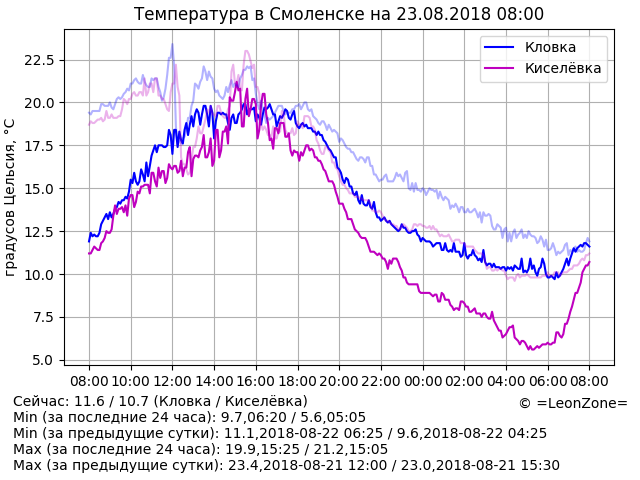 Температура в Смоленске на 23.08.2018 08:00
Кловка
Киселёвка
градусов Цельсия, °C
22.5
20.0
17.5
15.0
12.5
10.0
7.5
5.0
08:00 10:00 12:00 14:00 16:00 18:00 20:00 22:00 00:00 02:00 04:00 06:00 08:00
Сейчас: 11.6 / 10.7 (Кловка / Киселёвка)
© =LeonZone=
Min (за последние 24 часа): 9.7,06:20 / 5.6,05:05
Min (за предыдущие сутки): 11.1,2018-08-22 06:25 / 9.6,2018-08-22 04:25
Max (за последние 24 часа): 19.9,15:25 / 21.2,15:05
Max (за предыдущие сутки): 23.4,2018-08-21 12:00 / 23.0,2018-08-21 15:30